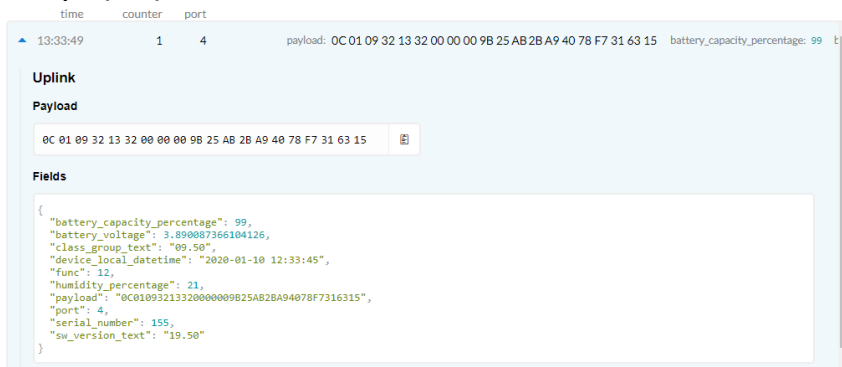 time counter port
13:33:49 1 4 payload: 0C 01 09 32 13 32 00 00 00 9B 25 AB 2B A9 40 78 F7 31 63 15 battery_capacity_percentage: 99
Uplink
Payload
0C 01 09 32 13 32 00 00 00 9B 25 AB 2B A9 40 78 F7 31 63 15
Fields
{
"battery_capacity_percentage": 99,
"battery_voltage": 3.890087366104126,
"class_group_text": "09.50",
"device_local_datetime": "2020-01-10 12:33:45",
"func": 12,
"humidity_percentage": 21,
"payload": "0C01093213320000009B25AB2BA94078F7316315",
"port": 4,
"serial_number": 155,
"sw_version_text": "19.50"
}